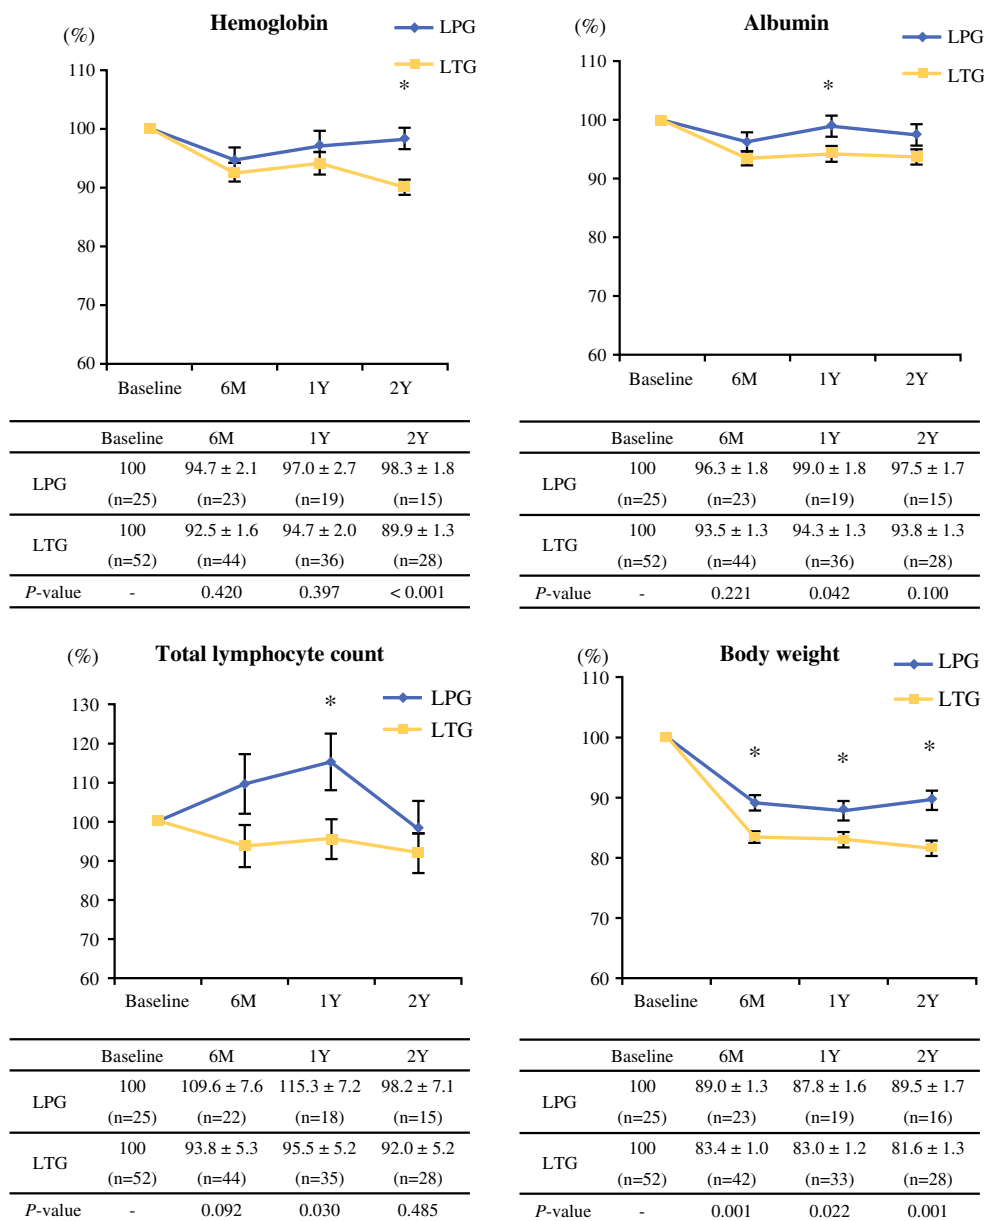 Hemoglobin
(%)
LPG
LTG
*
110
100
90
80
70
60
Baseline 6M 1Y 2Y
Baseline 6M 1Y 2Y
LPG 100 94.7 ± 2.1 97.0 ± 2.7 98.3 ± 1.8
(n=25) (n=23) (n=19) (n=15)
LTG 100 92.5 ± 1.6 94.7 ± 2.0 89.9 ± 1.3
(n=52) (n=44) (n=36) (n=28)
P-value - 0.420 0.397 < 0.001
Albumin
(%)
LPG
LTG
*
110
100
90
80
70
60
Baseline 6M 1Y 2Y
Baseline 6M 1Y 2Y
LPG 100 96.3 ± 1.8 99.0 ± 1.8 97.5 ± 1.7
(n=25) (n=23) (n=19) (n=15)
LTG 100 93.5 ± 1.3 94.3 ± 1.3 93.8 ± 1.3
(n=52) (n=44) (n=36) (n=28)
P-value - 0.221 0.042 0.100
Total lymphocyte count
(%)
LPG
LTG
*
130
120
110
100
90
80
70
60
Baseline 6M 1Y 2Y
Baseline 6M 1Y 2Y
LPG 100 109.6 ± 7.6 115.3 ± 7.2 98.2 ± 7.1
(n=25) (n=22) (n=18) (n=15)
LTG 100 93.8 ± 5.3 95.5 ± 5.2 92.0 ± 5.2
(n=52) (n=44) (n=35) (n=28)
P-value - 0.092 0.030 0.485
Body weight
(%)
LPG
LTG
* * *
110
100
90
80
70
60
Baseline 6M 1Y 2Y
Baseline 6M 1Y 2Y
LPG 100 89.0 ± 1.3 87.8 ± 1.6 89.5 ± 1.7
(n=25) (n=23) (n=19) (n=16)
LTG 100 83.4 ± 1.0 83.0 ± 1.2 81.6 ± 1.3
(n=52) (n=42) (n=33) (n=28)
P-value - 0.001 0.022 0.001